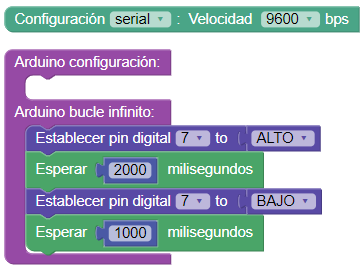 Configuración serial : Velocidad 9600 bps
Arduino configuración:
Arduino bucle infinito:
Establecer pin digital 7 to ALTO
Esperar 2000 milisegundos
Establecer pin digital 7 to BAJO
Esperar 1000 milisegundos